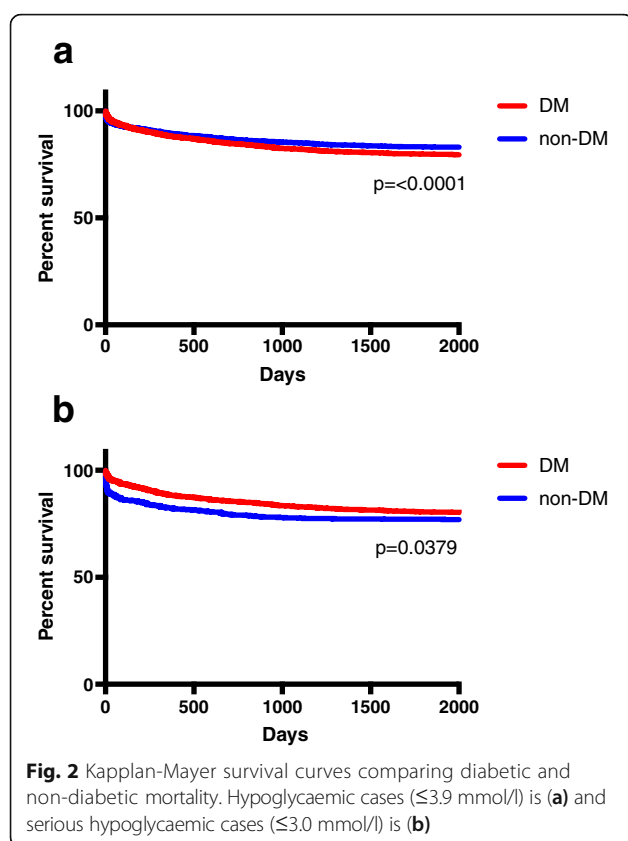 a
100
50
0
Percent survival
0 500 1000 1500 2000
Days
DM
non-DM
p=<0.0001
b
100
50
0
Percent survival
0 500 1000 1500 2000
Days
DM
non-DM
p=0.0379
Fig. 2 Kapplan-Mayer survival curves comparing diabetic and
non-diabetic mortality. Hypoglycaemic cases (≤3.9 mmol/l) is (a) and
serious hypoglycaemic cases (≤3.0 mmol/l) is (b)